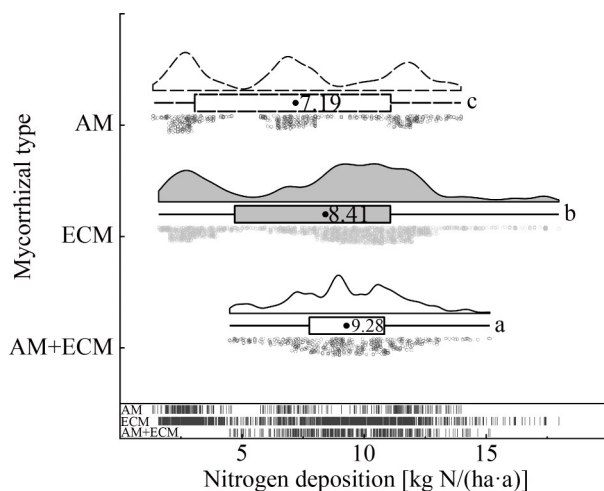 Mycorrhizal type
7.19
c
AM
8.41
b
ECM
9.28
a
AM+ECM
AM
ECM
AM+ECM
5 10 15
Nitrogen deposition [kg N/(ha·a)]